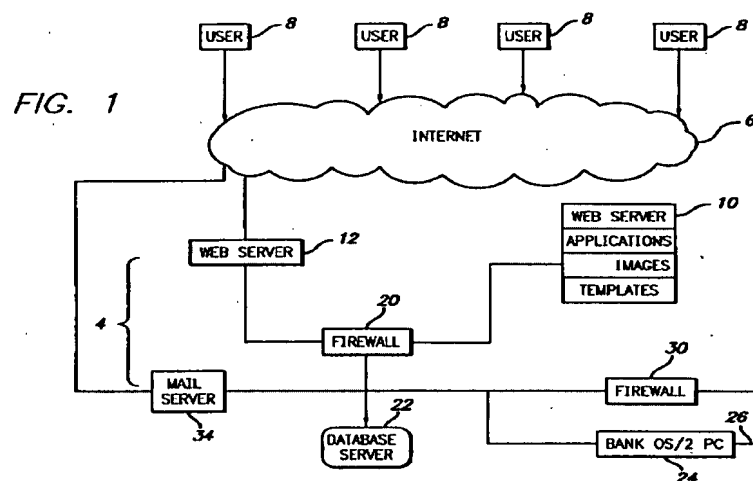 USER 8 USER 8 USER 8 USER 8
FIG. 1
INTERNET
6
WEB SERVER 12
WEB SERVER 10
APPLICATIONS
IMAGES
TEMPLATES
4
20
FIREWALL
30
FIREWALL
MAIL
SERVER
34
22
DATABASE
SERVER
26
BANK OS/2 PC
24